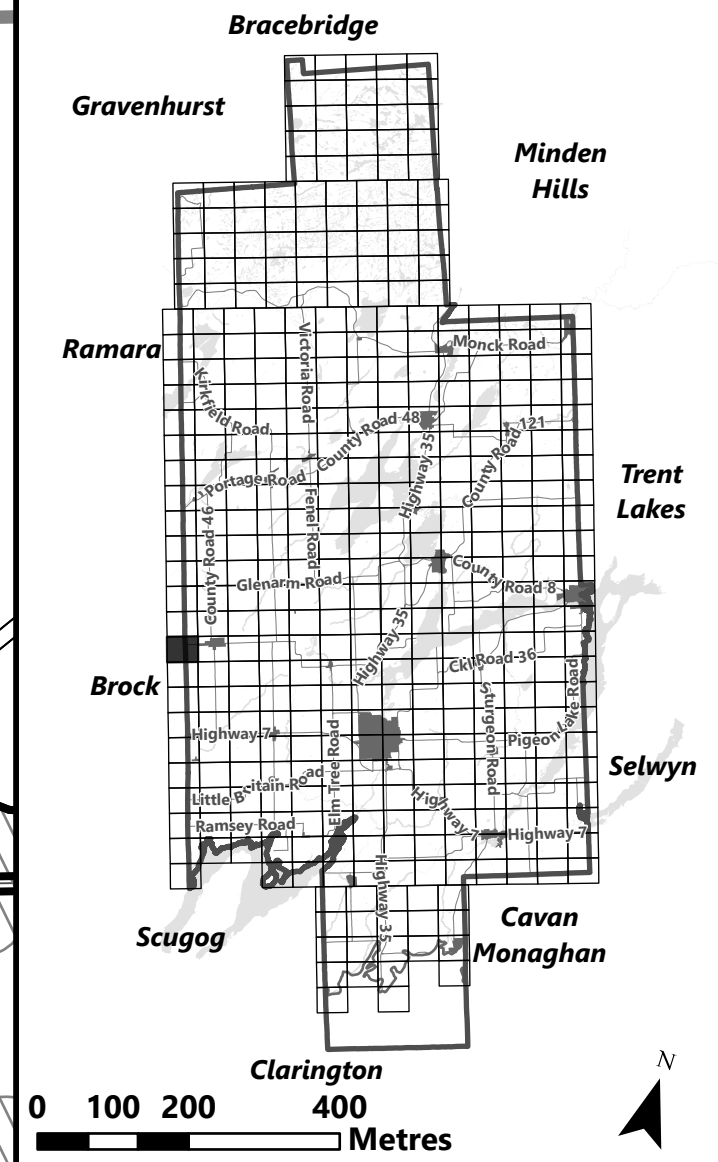 Bracebridge
Gravenhurst
Minden
Hills
Ramara
Victoria Road
Monck Road
Kirkfield Road
County Road 48
County Road 121
Highway 35
Portage Road
Trent
Lakes
County Road 46
Fenel Road
Glenarm Road
County Road 8
Highway 35
Ckl Road 36
Brock
Sturgeon Road
Pigeon Lake Road
Highway 7
Elm Tree Road
Selwyn
Little Britain Road
Highway 7
Ramsey Road
Highway 7
Highway 35
Scugog
Cavan
Monaghan
Clarington
N
0 100 200 400
Metres